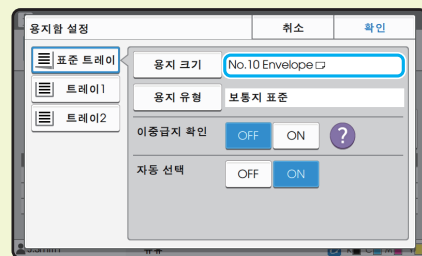 용지함 설정
취소
확인
표준 트레이
트레이1
트레이2
용지 크기
No.10 Envelope
용지 유형
보통지 표준
이중급지 확인
OFF ON ?
자동 선택
OFF ON